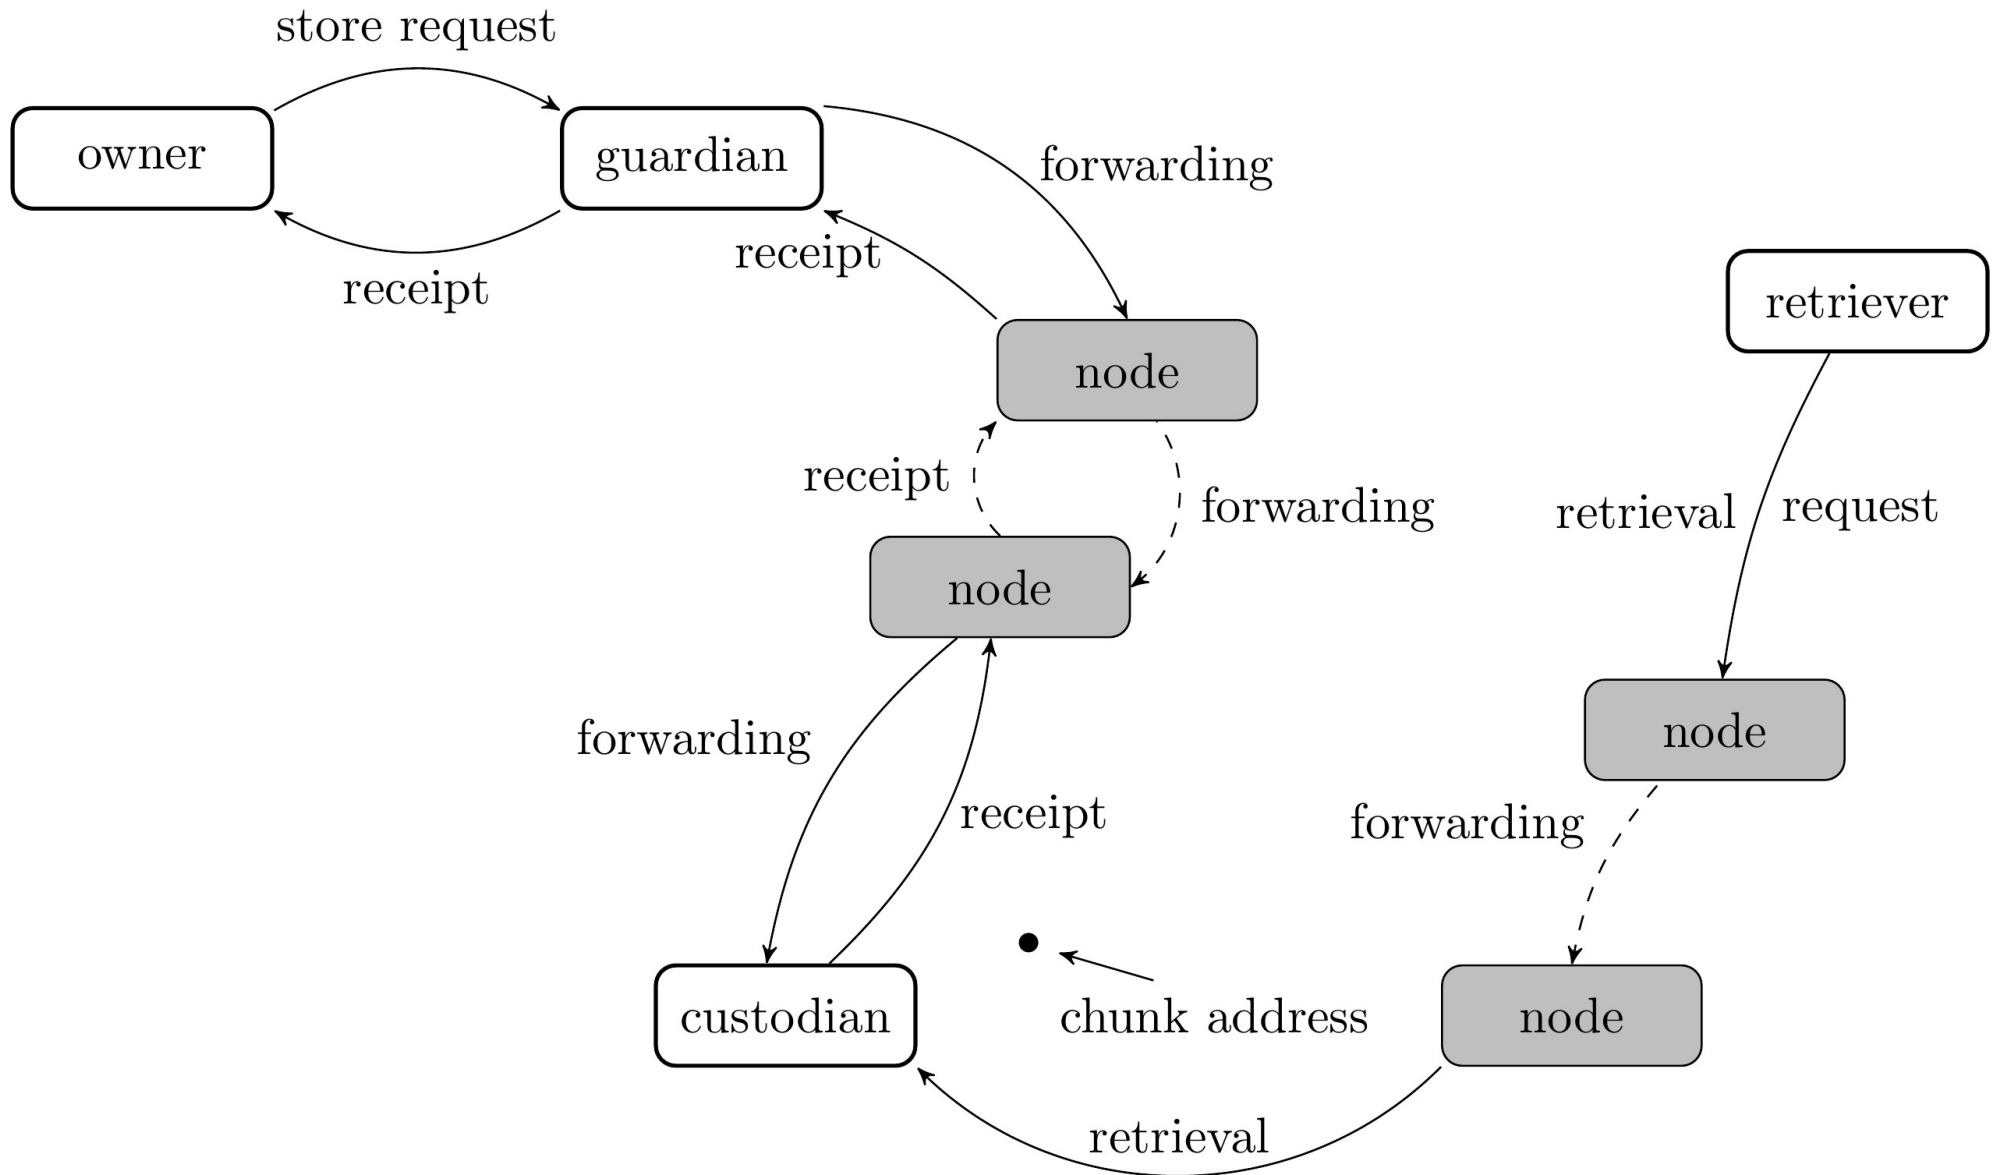 store request
owner
guardian
forwarding
receipt
receipt
retriever
node
receipt
forwarding
retrieval request
node
forwarding
node
receipt
forwarding
chunk address
custodian
node
retrieval